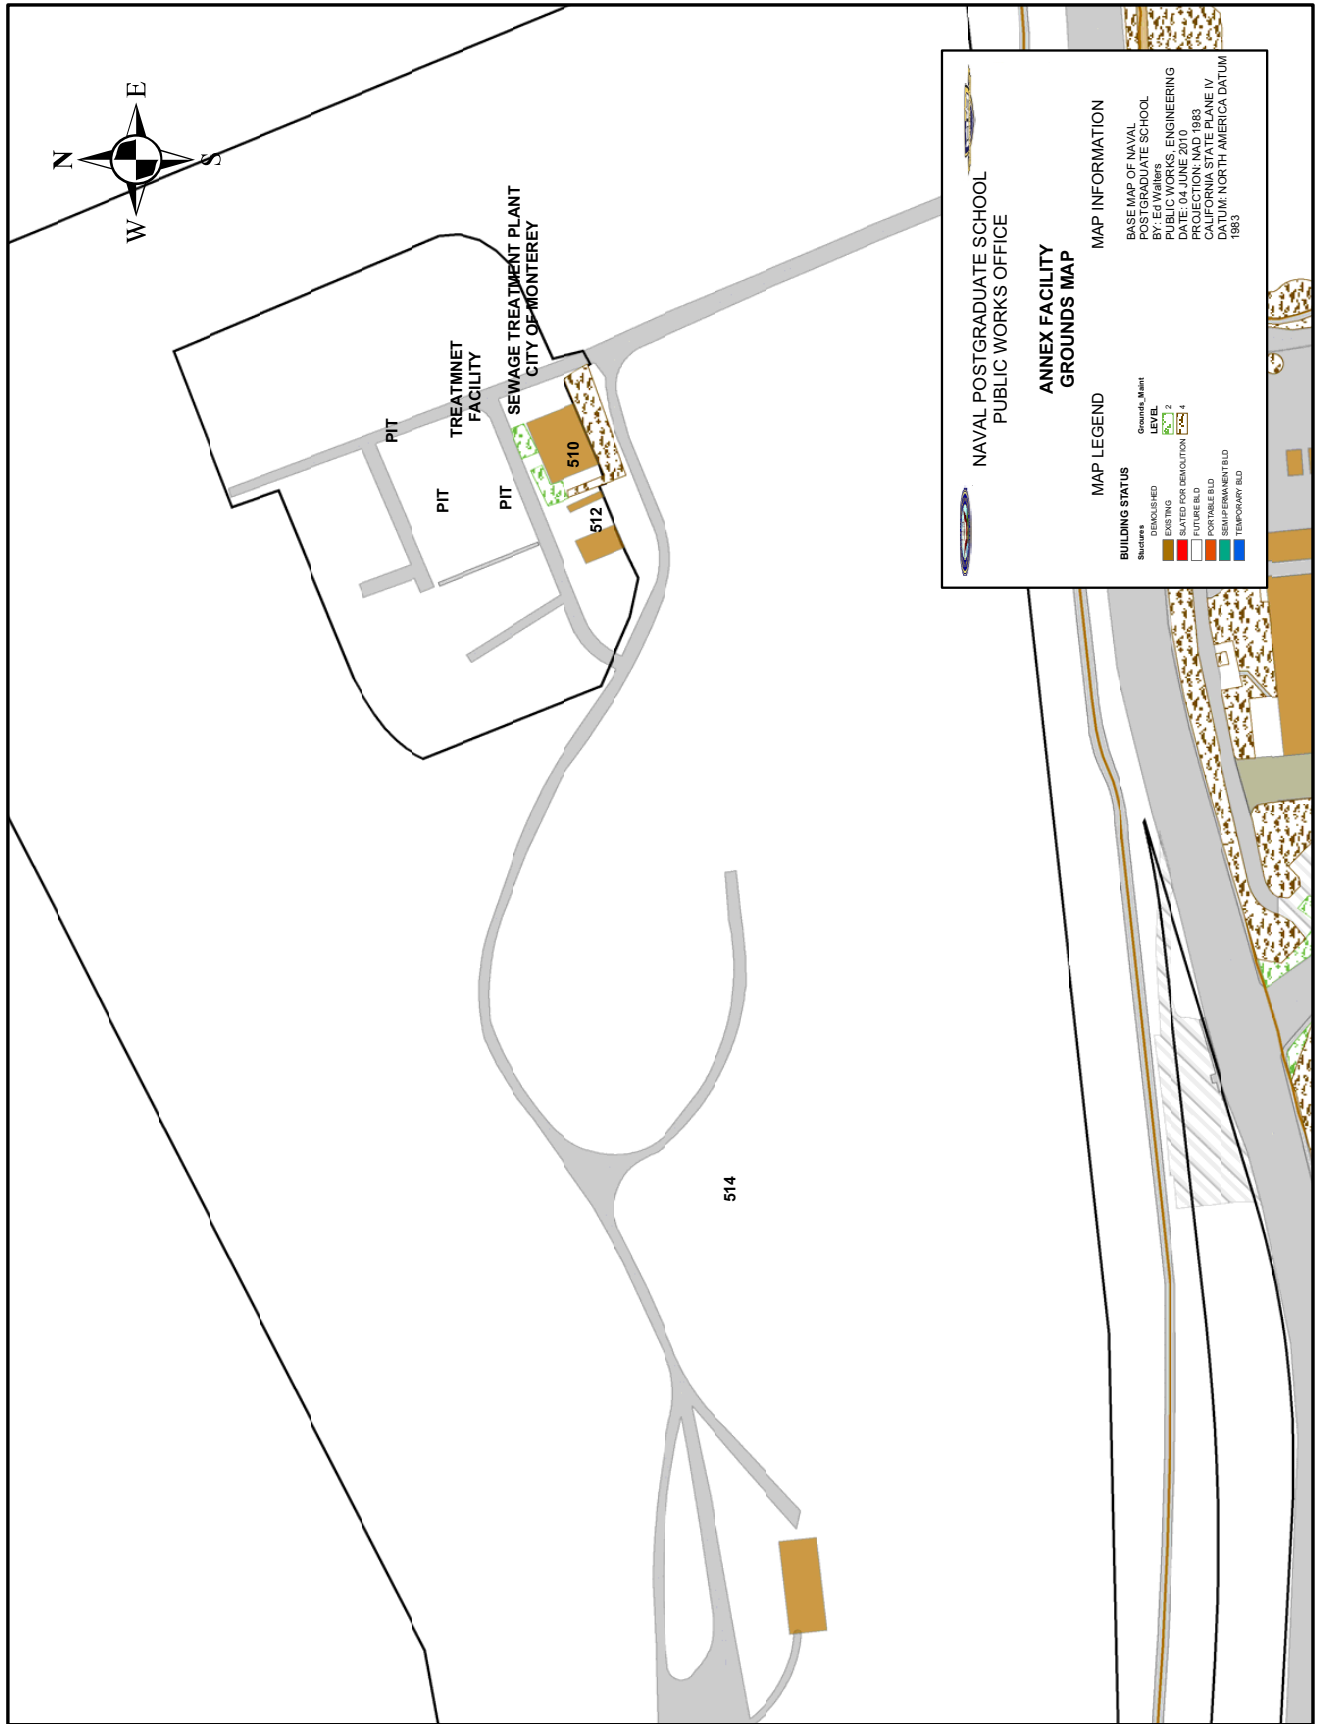 N
E
S
W
SEWAGE TREATMENT PLANT
CITY OF MONTEREY
TREATMNET
FACILITY
PIT
PIT
PIT
510
512
514
NAVAL POSTGRADUATE SCHOOL
PUBLIC WORKS OFFICE
ANNEX FACILITY
GROUNDS MAP
MAP LEGEND
BUILDING STATUS
Stuctures
DEMOLISHED
EXISTING
SLATED FOR DEMOLITION
FUTURE BLD
PORTABLE BLD
SEMI-PERMANENT BLD
TEMPORARY BLD
Grounds_Maint
LEVEL
2
4
MAP INFORMATION
BASE MAP OF NAVAL
POSTGRADUATE SCHOOL
BY: Ed Walters
PUBLIC WORKS, ENGINEERING
DATE: 04 JUNE 2010
PROJECTION: NAD 1983
CALIFORNIA STATE PLANE IV
DATUM: NORTH AMERICA DATUM
1983